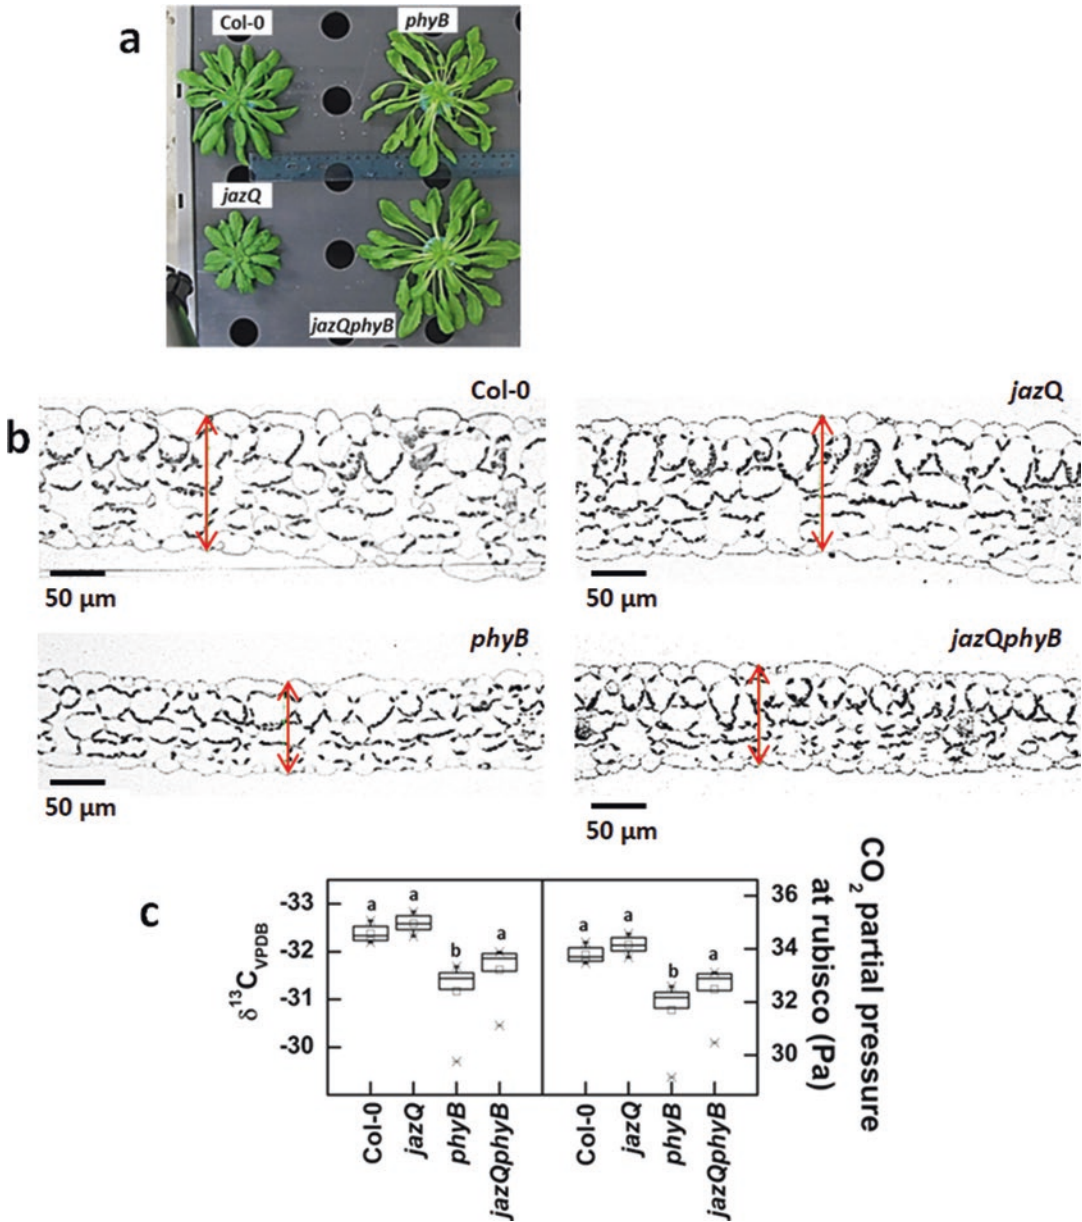 a
Col-0
phyB
jazQ
jazQphyB
b
Col-0
50 µm
jazQ
50 µm
phyB
50 µm
jazQphyB
50 µm
c
δ¹³C_VPDB
-33
-32
-31
-30
a
a
b
a
a
a
b
a
36
34
32
30
CO₂ partial pressure
at rubisco (Pa)
Col-0
jazQ
phyB
jazQphyB
Col-0
jazQ
phyB
jazQphyB